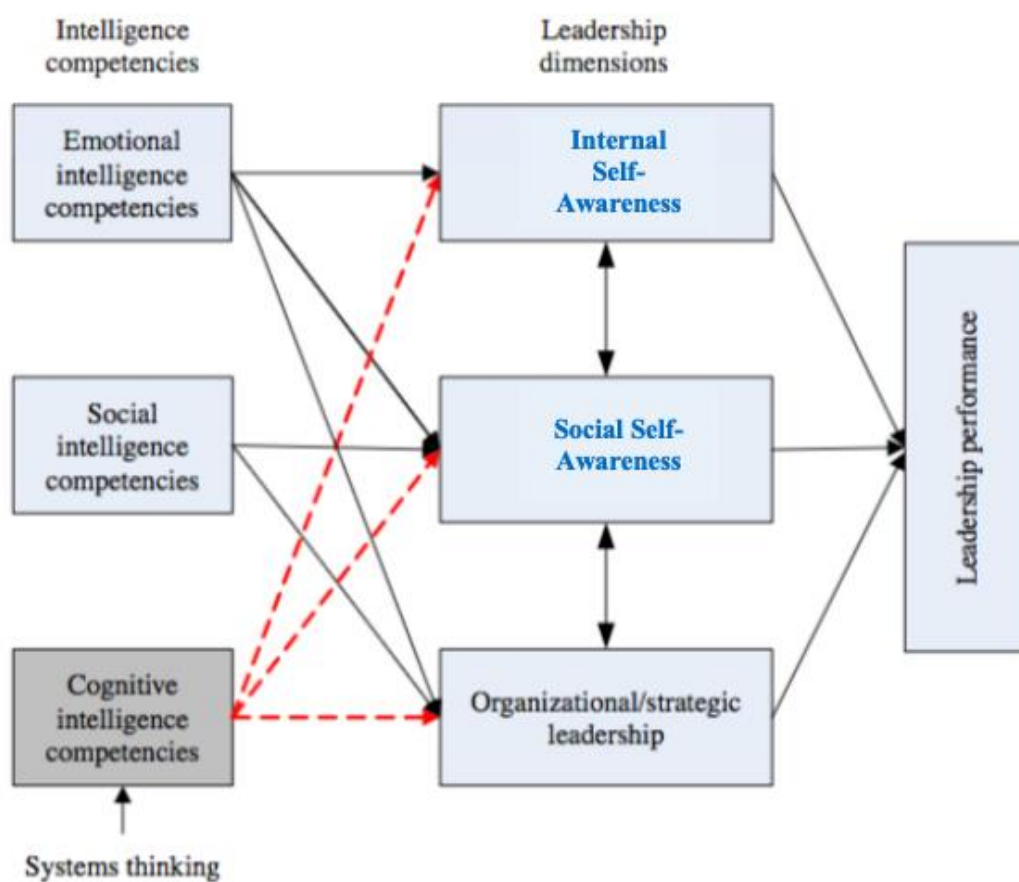 Intelligence
competencies
Leadership
dimensions
Emotional
intelligence
competencies
Internal
Self-
Awareness
Social
intelligence
competencies
Social Self-
Awareness
Leadership performance
Cognitive
intelligence
competencies
Organizational/strategic
leadership
Systems thinking